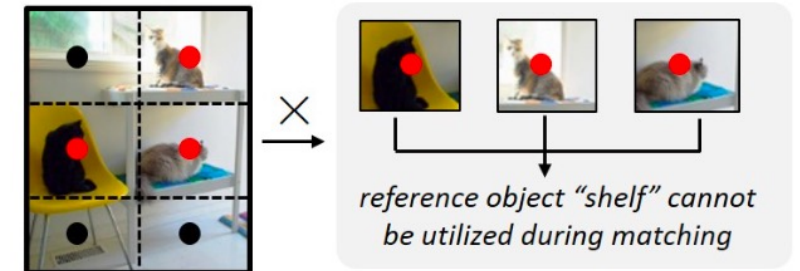 ×
reference object “shelf” cannot
be utilized during matching